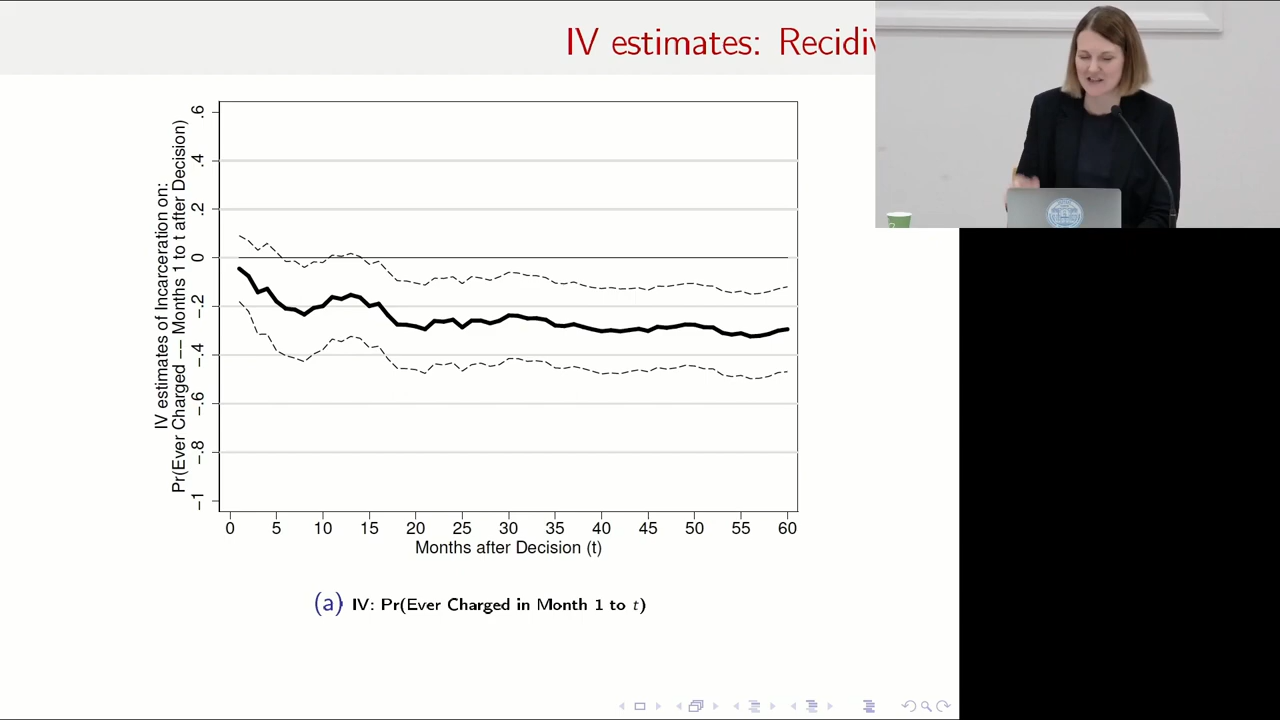 IV estimates: Recidiv
IV estimates of Incarceration on:
Pr(Ever Charged –– Months 1 to t after Decision)
.6
.4
.2
0
-.2
-.4
-.6
-.8
-1
0 5 10 15 20 25 30 35 40 45 50 55 60
Months after Decision (t)
(a) IV: Pr(Ever Charged in Month 1 to t)